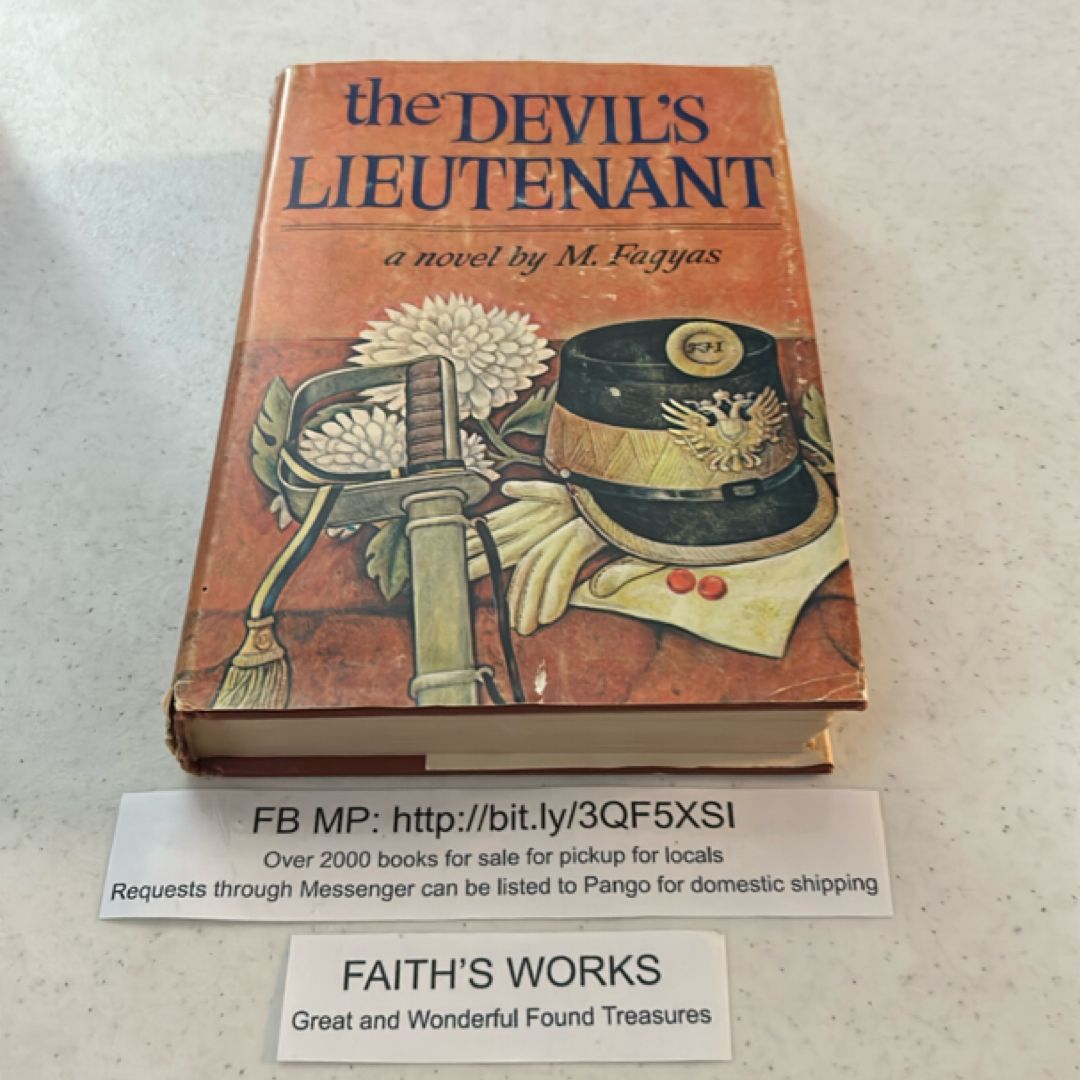 the DEVIL'S
LIEUTENANT
a novel by M. Fagyas
FJI
FB MP: http://bit.ly/3QF5XSI
Over 2000 books for sale for pickup for locals
Requests through Messenger can be listed to Pango for domestic shipping
FAITH'S WORKS
Great and Wonderful Found Treasures